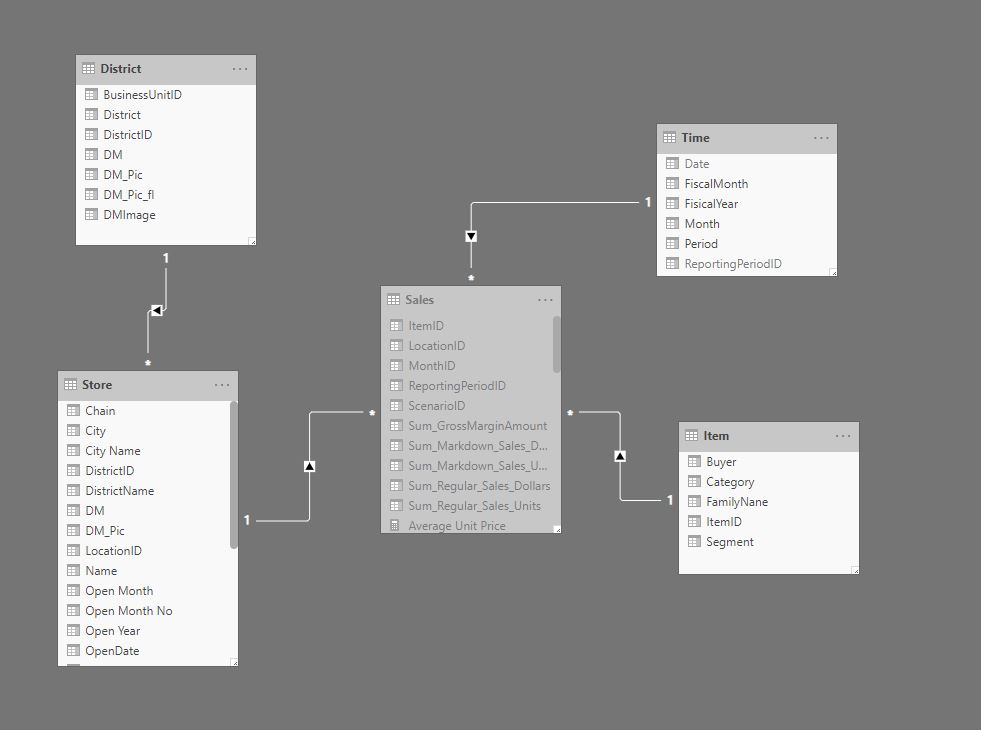 District
BusinessUnitID
District
DistrictID
DM
DM_Pic
DM_Pic_fl
DMImage
1
*
Store
Chain
City
City Name
DistrictID
DistrictName
DM
DM_Pic
LocationID
Name
Open Month
Open Month No
Open Year
OpenDate
1
*
Sales
ItemID
LocationID
MonthID
ReportingPeriodID
ScenarioID
Sum_GrossMarginAmount
Sum_Markdown_Sales_D...
Sum_Markdown_Sales_U...
Sum_Regular_Sales_Dollars
Sum_Regular_Sales_Units
Average Unit Price
*
1
Time
Date
FiscalMonth
FisicalYear
Month
Period
ReportingPeriodID
*
1
Item
Buyer
Category
FamilyNane
ItemID
Segment